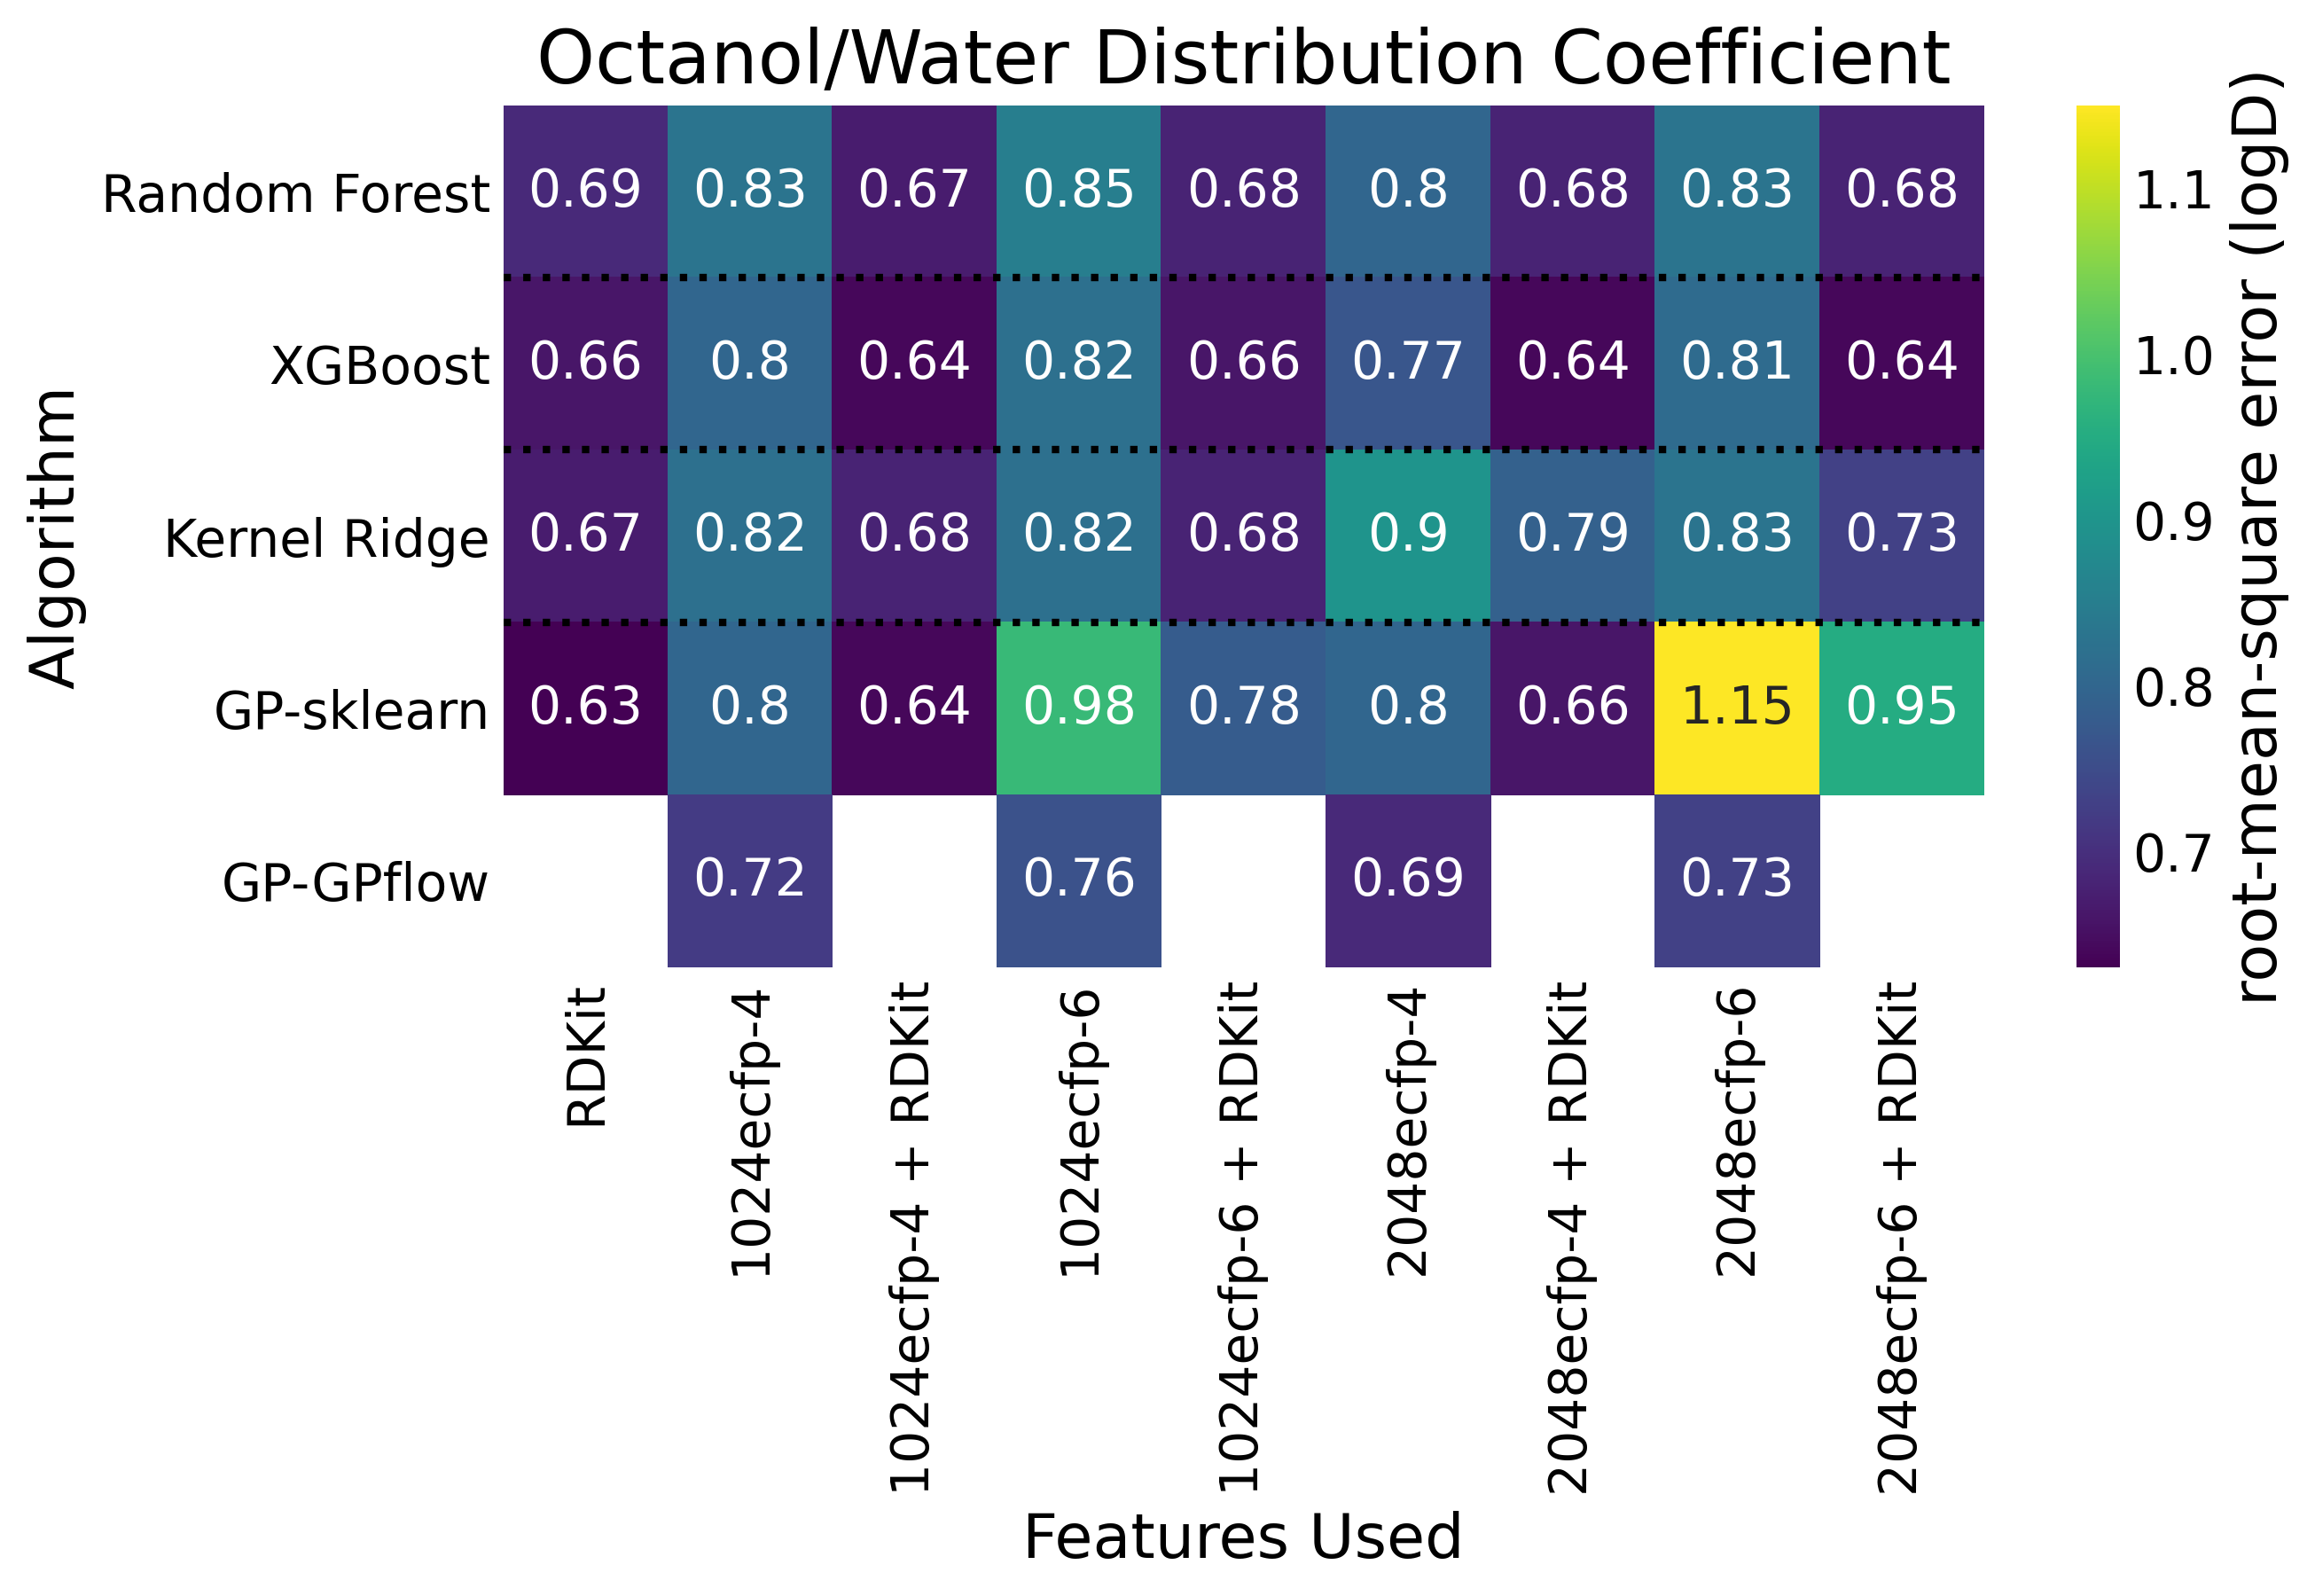 Octanol/Water Distribution Coefficient
Algorithm
Random Forest 0.69 0.83 0.67 0.85 0.68 0.8 0.68 0.83 0.68
XGBoost 0.66 0.8 0.64 0.82 0.66 0.77 0.64 0.81 0.64
Kernel Ridge 0.67 0.82 0.68 0.82 0.68 0.9 0.79 0.83 0.73
GP-sklearn 0.63 0.8 0.64 0.98 0.78 0.8 0.66 1.15 0.95
GP-GPflow 0.72 0.76 0.69 0.73
RDKit
1024ecfp-4
1024ecfp-4 + RDKit
1024ecfp-6
1024ecfp-6 + RDKit
2048ecfp-4
2048ecfp-4 + RDKit
2048ecfp-6
2048ecfp-6 + RDKit
Features Used
1.1
1.0
0.9
0.8
0.7
root-mean-square error (logD)